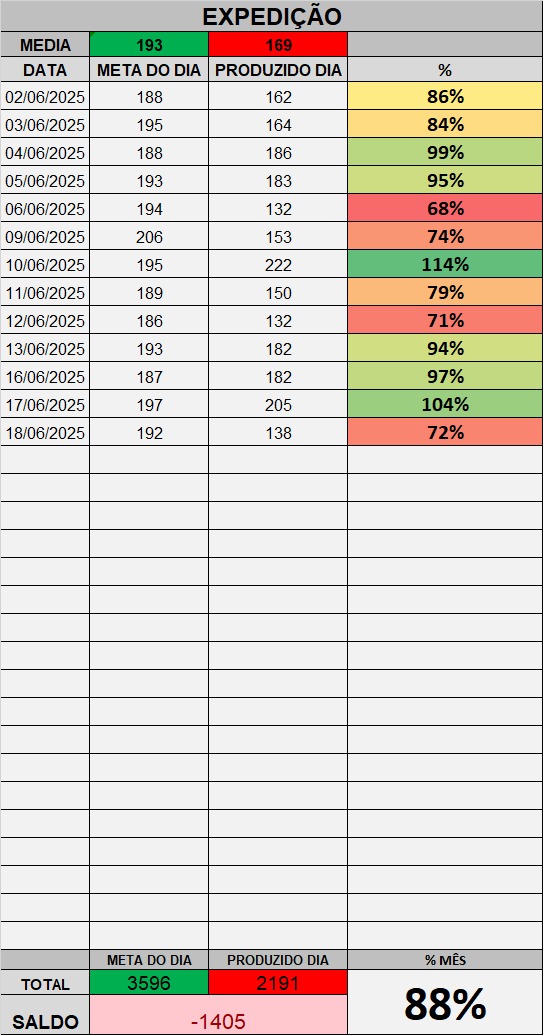 EXPEDIÇÃO
MEDIA 193 169
DATA META DO DIA PRODUZIDO DIA %
02/06/2025 188 162 86%
03/06/2025 195 164 84%
04/06/2025 188 186 99%
05/06/2025 193 183 95%
06/06/2025 194 132 68%
09/06/2025 206 153 74%
10/06/2025 195 222 114%
11/06/2025 189 150 79%
12/06/2025 186 132 71%
13/06/2025 193 182 94%
16/06/2025 187 182 97%
17/06/2025 197 205 104%
18/06/2025 192 138 72%
META DO DIA PRODUZIDO DIA % MÊS
TOTAL 3596 2191
SALDO -1405 88%